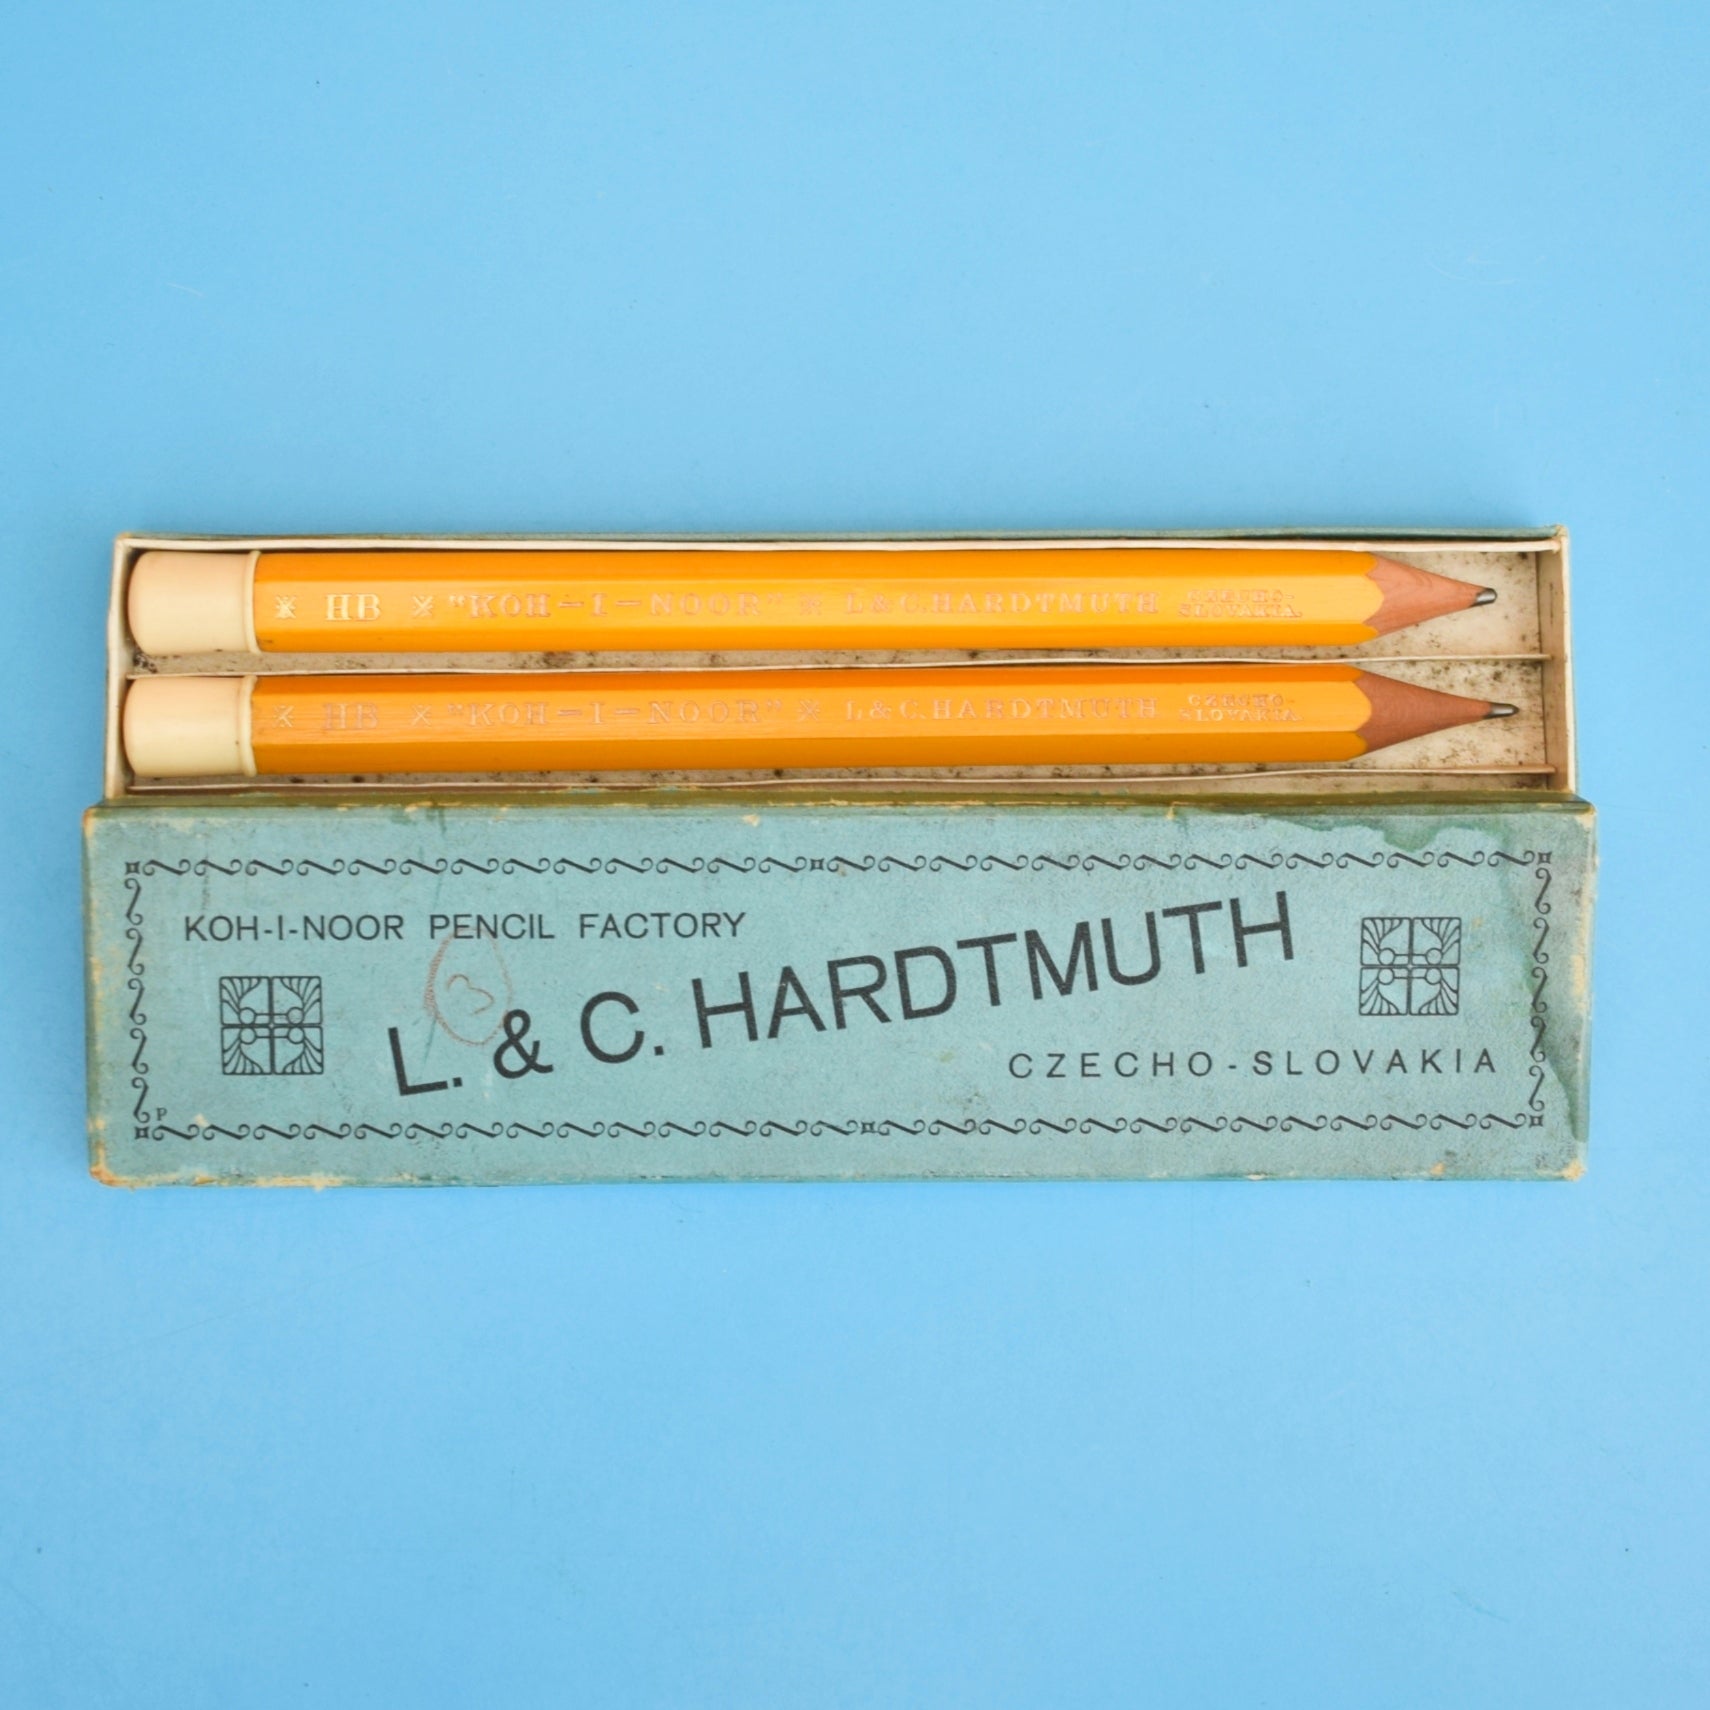 HB "KOH-I-NOOR" L&C.HARDTMUTH CZECHO-
SLOVAKIA.
HB "KOH-I-NOOR" L&C.HARDTMUTH CZECHO-
SLOVAKIA.
KOH-I-NOOR PENCIL FACTORY
3
L. & C. HARDTMUTH
CZECHO-SLOVAKIA
P